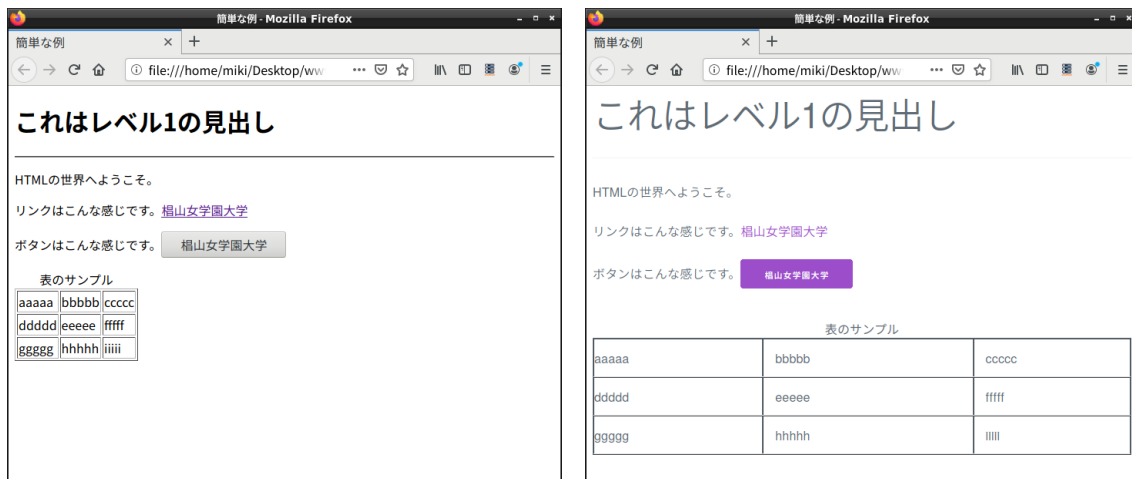 簡単な例 - Mozilla Firefox
簡単な例
file:///home/miki/Desktop/ww
これはレベル1の見出し
HTMLの世界へようこそ。
リンクはこんな感じです。椙山女学園大学
ボタンはこんな感じです。 椙山女学園大学
表のサンプル
aaaaa bbbbb ccccc
ddddd eeeee fffff
ggggg hhhhh iiiii
簡単な例 - Mozilla Firefox
簡単な例
file:///home/miki/Desktop/ww
これはレベル1の見出し
HTMLの世界へようこそ。
リンクはこんな感じです。椙山女学園大学
ボタンはこんな感じです。 椙山女学園大学
表のサンプル
aaaaa bbbbb ccccc
ddddd eeeee fffff
ggggg hhhhh iiiii